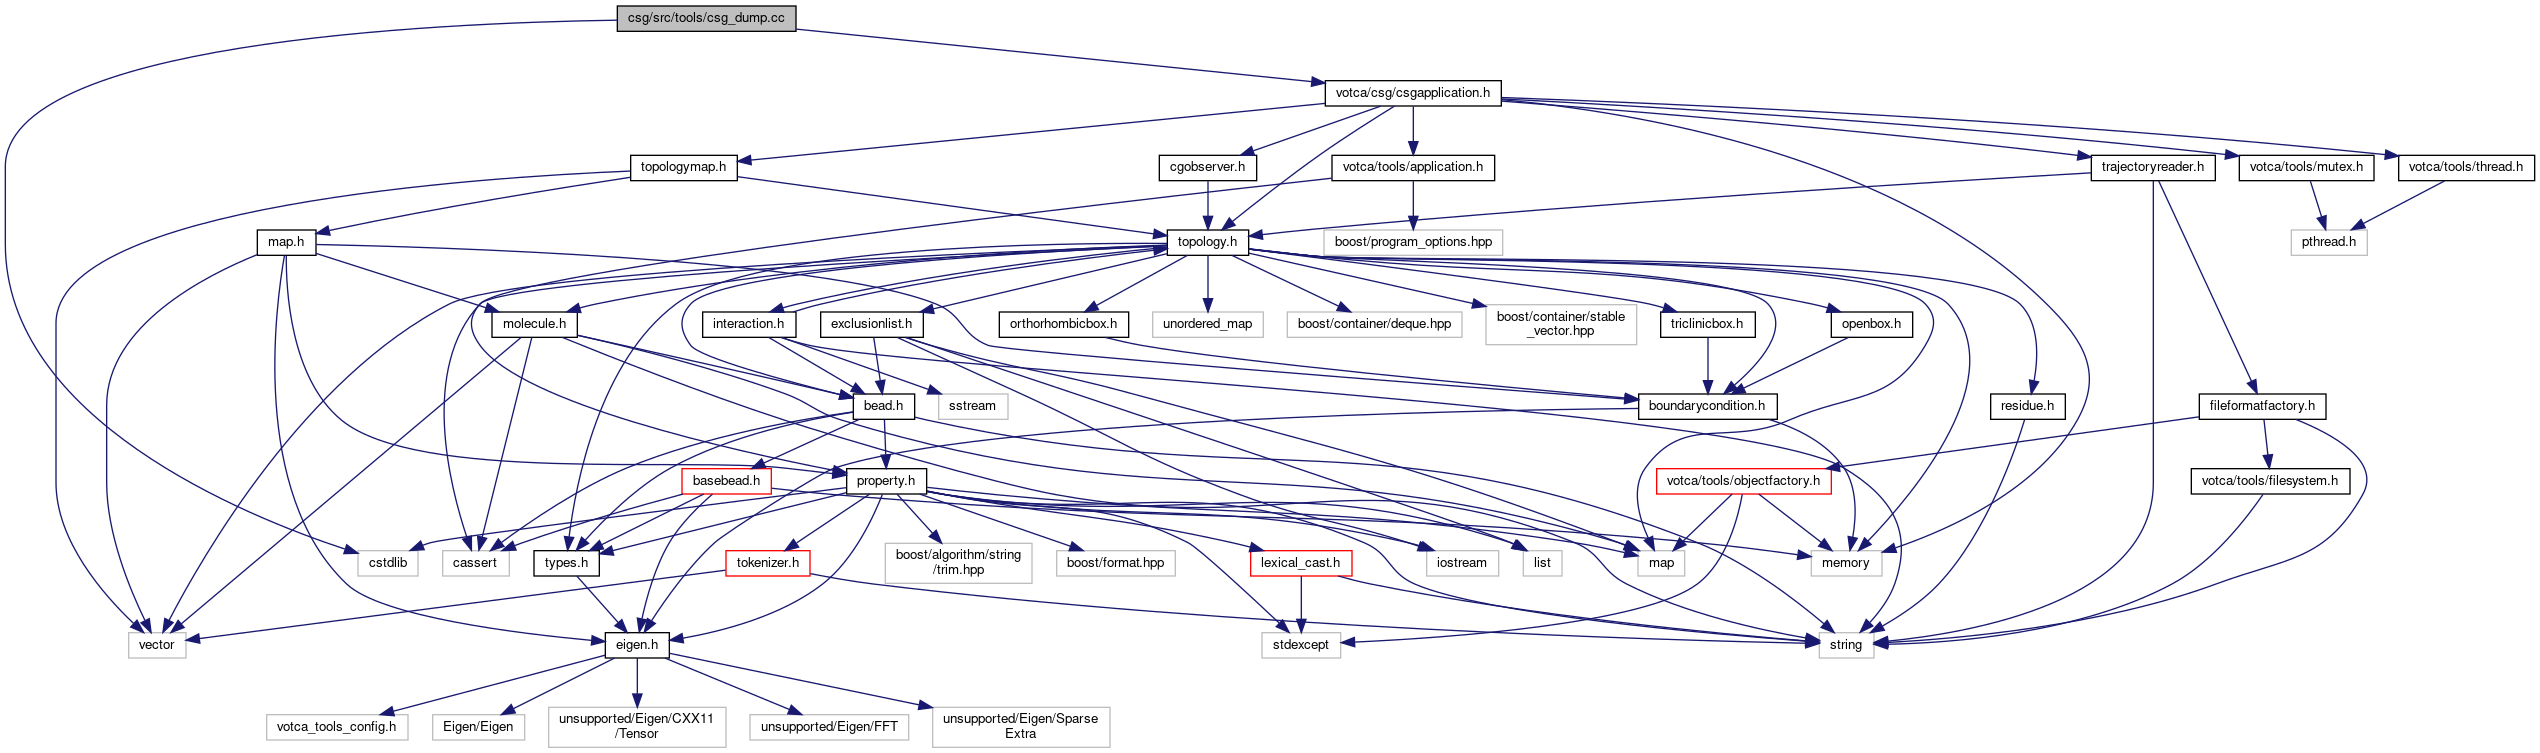 csg/src/tools/csg_dump.cc
votca/csg/csgapplication.h
topologymap.h
cgobserver.h
votca/tools/application.h
trajectoryreader.h
votca/tools/mutex.h
votca/tools/thread.h
map.h
topology.h
boost/program_options.hpp
pthread.h
molecule.h
interaction.h
exclusionlist.h
orthorhombicbox.h
unordered_map
boost/container/deque.hpp
boost/container/stable
_vector.hpp
triclinicbox.h
openbox.h
bead.h
sstream
boundarycondition.h
residue.h
fileformatfactory.h
basebead.h
property.h
votca/tools/objectfactory.h
votca/tools/filesystem.h
cstdlib
cassert
types.h
tokenizer.h
boost/algorithm/string
/trim.hpp
boost/format.hpp
lexical_cast.h
iostream
list
map
memory
vector
eigen.h
stdexcept
string
votca_tools_config.h
Eigen/Eigen
unsupported/Eigen/CXX11
/Tensor
unsupported/Eigen/FFT
unsupported/Eigen/Sparse
Extra